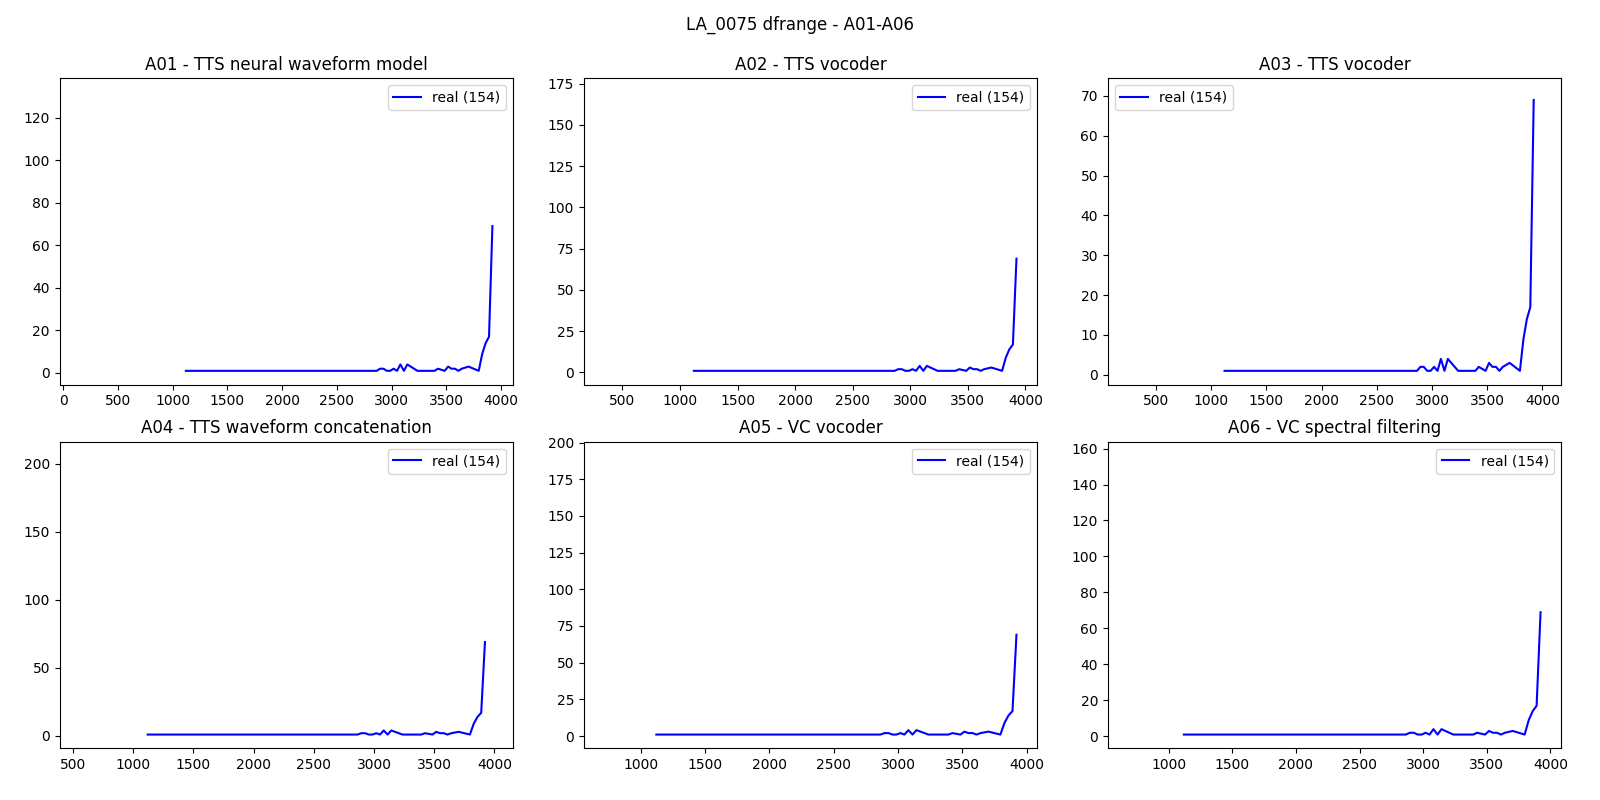 LA_0075 dfrange - A01-A06
A01 - TTS neural waveform model
A02 - TTS vocoder
A03 - TTS vocoder
real (154)
real (154)
real (154)
120
100
80
60
40
20
0
175
150
125
100
75
50
25
0
70
60
50
40
30
20
10
0
0 500 1000 1500 2000 2500 3000 3500 4000
500 1000 1500 2000 2500 3000 3500 4000
500 1000 1500 2000 2500 3000 3500 4000
A04 - TTS waveform concatenation
A05 - VC vocoder
A06 - VC spectral filtering
real (154)
real (154)
real (154)
200
150
100
50
0
200
175
150
125
100
75
50
25
0
160
140
120
100
80
60
40
20
0
500 1000 1500 2000 2500 3000 3500 4000
1000 1500 2000 2500 3000 3500 4000
1000 1500 2000 2500 3000 3500 4000